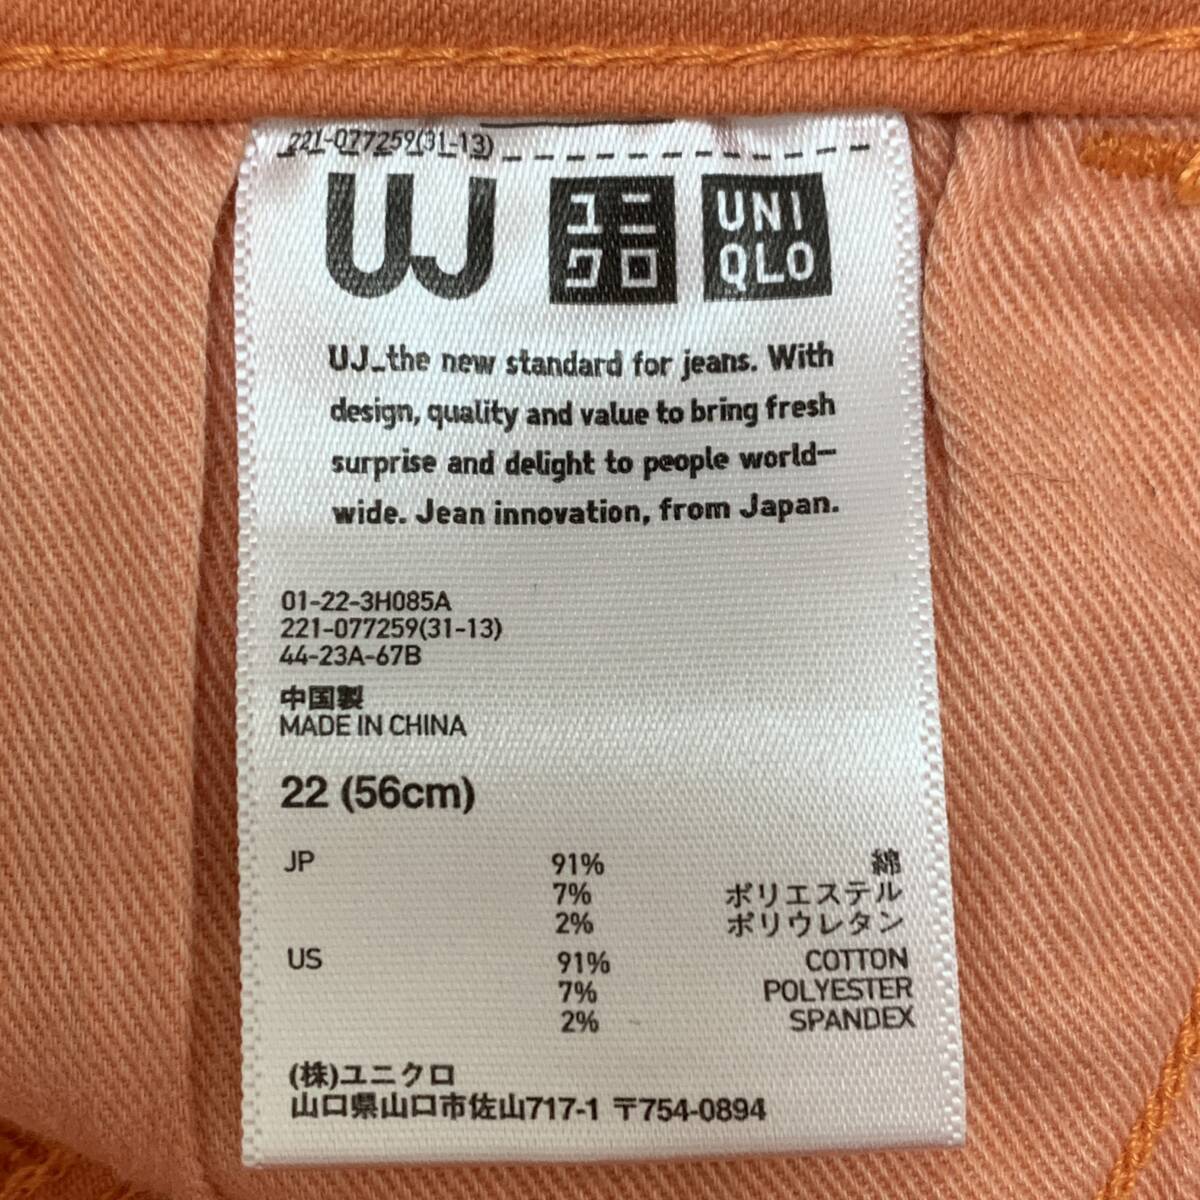 221-077259(31-13)
UJ ユニクロ UNIQLO
UJ_the new standard for jeans. With
design, quality and value to bring fresh
surprise and delight to people world-
wide. Jean innovation, from Japan.
01-22-3H085A
221-077259(31-13)
44-23A-67B
中国製
MADE IN CHINA
22 (56cm)
JP 91% 綿
7% ポリエステル
2% ポリウレタン
US 91% COTTON
7% POLYESTER
2% SPANDEX
(株)ユニクロ
山口県山口市佐山717-1 〒754-0894